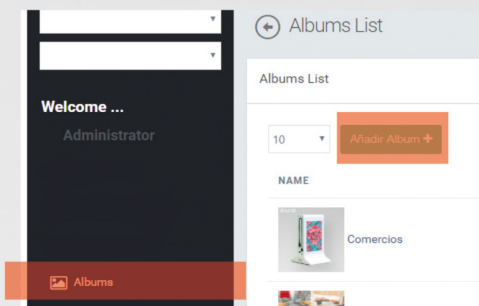 Albums List
Albums List
Welcome ...
Administrator
10
Añadir Album +
NAME
Comercios
Albums